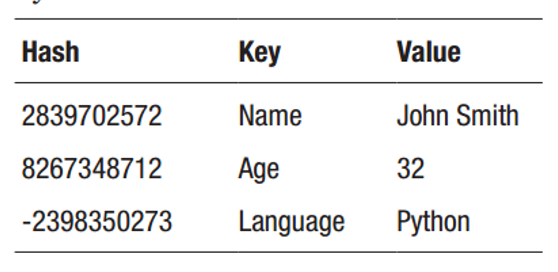 Hash Key Value
2839702572 Name John Smith
8267348712 Age 32
-2398350273 Language Python